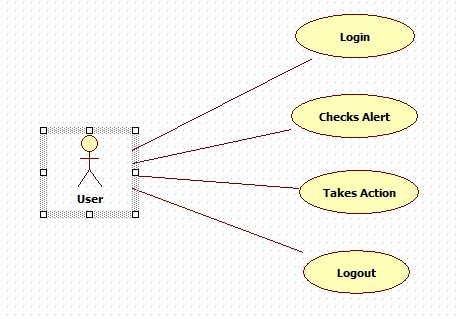 Login
Checks Alert
Takes Action
User
Logout